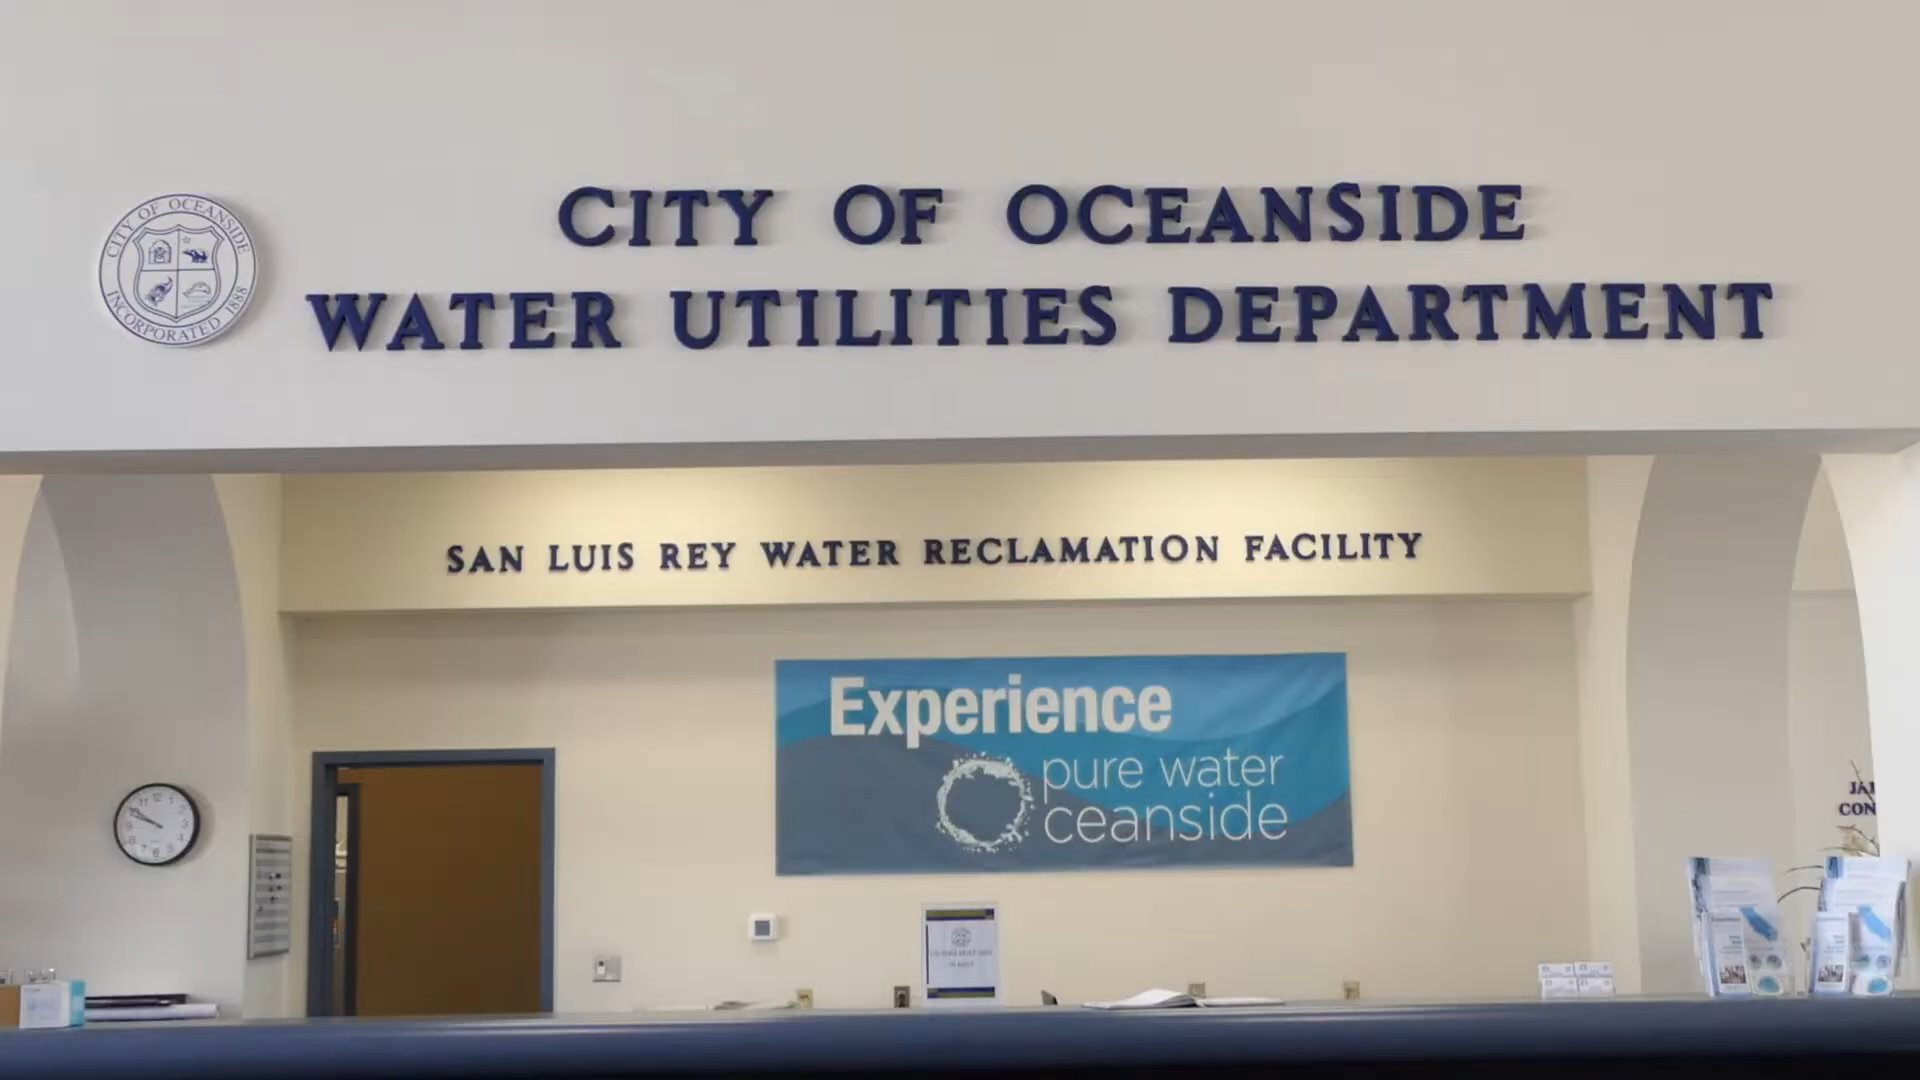 CITY OF OCEANSIDE
WATER UTILITIES DEPARTMENT
CITY OF OCEANSIDE
INCORPORATED 1888
SAN LUIS REY WATER RECLAMATION FACILITY
Experience
pure water
ceanside